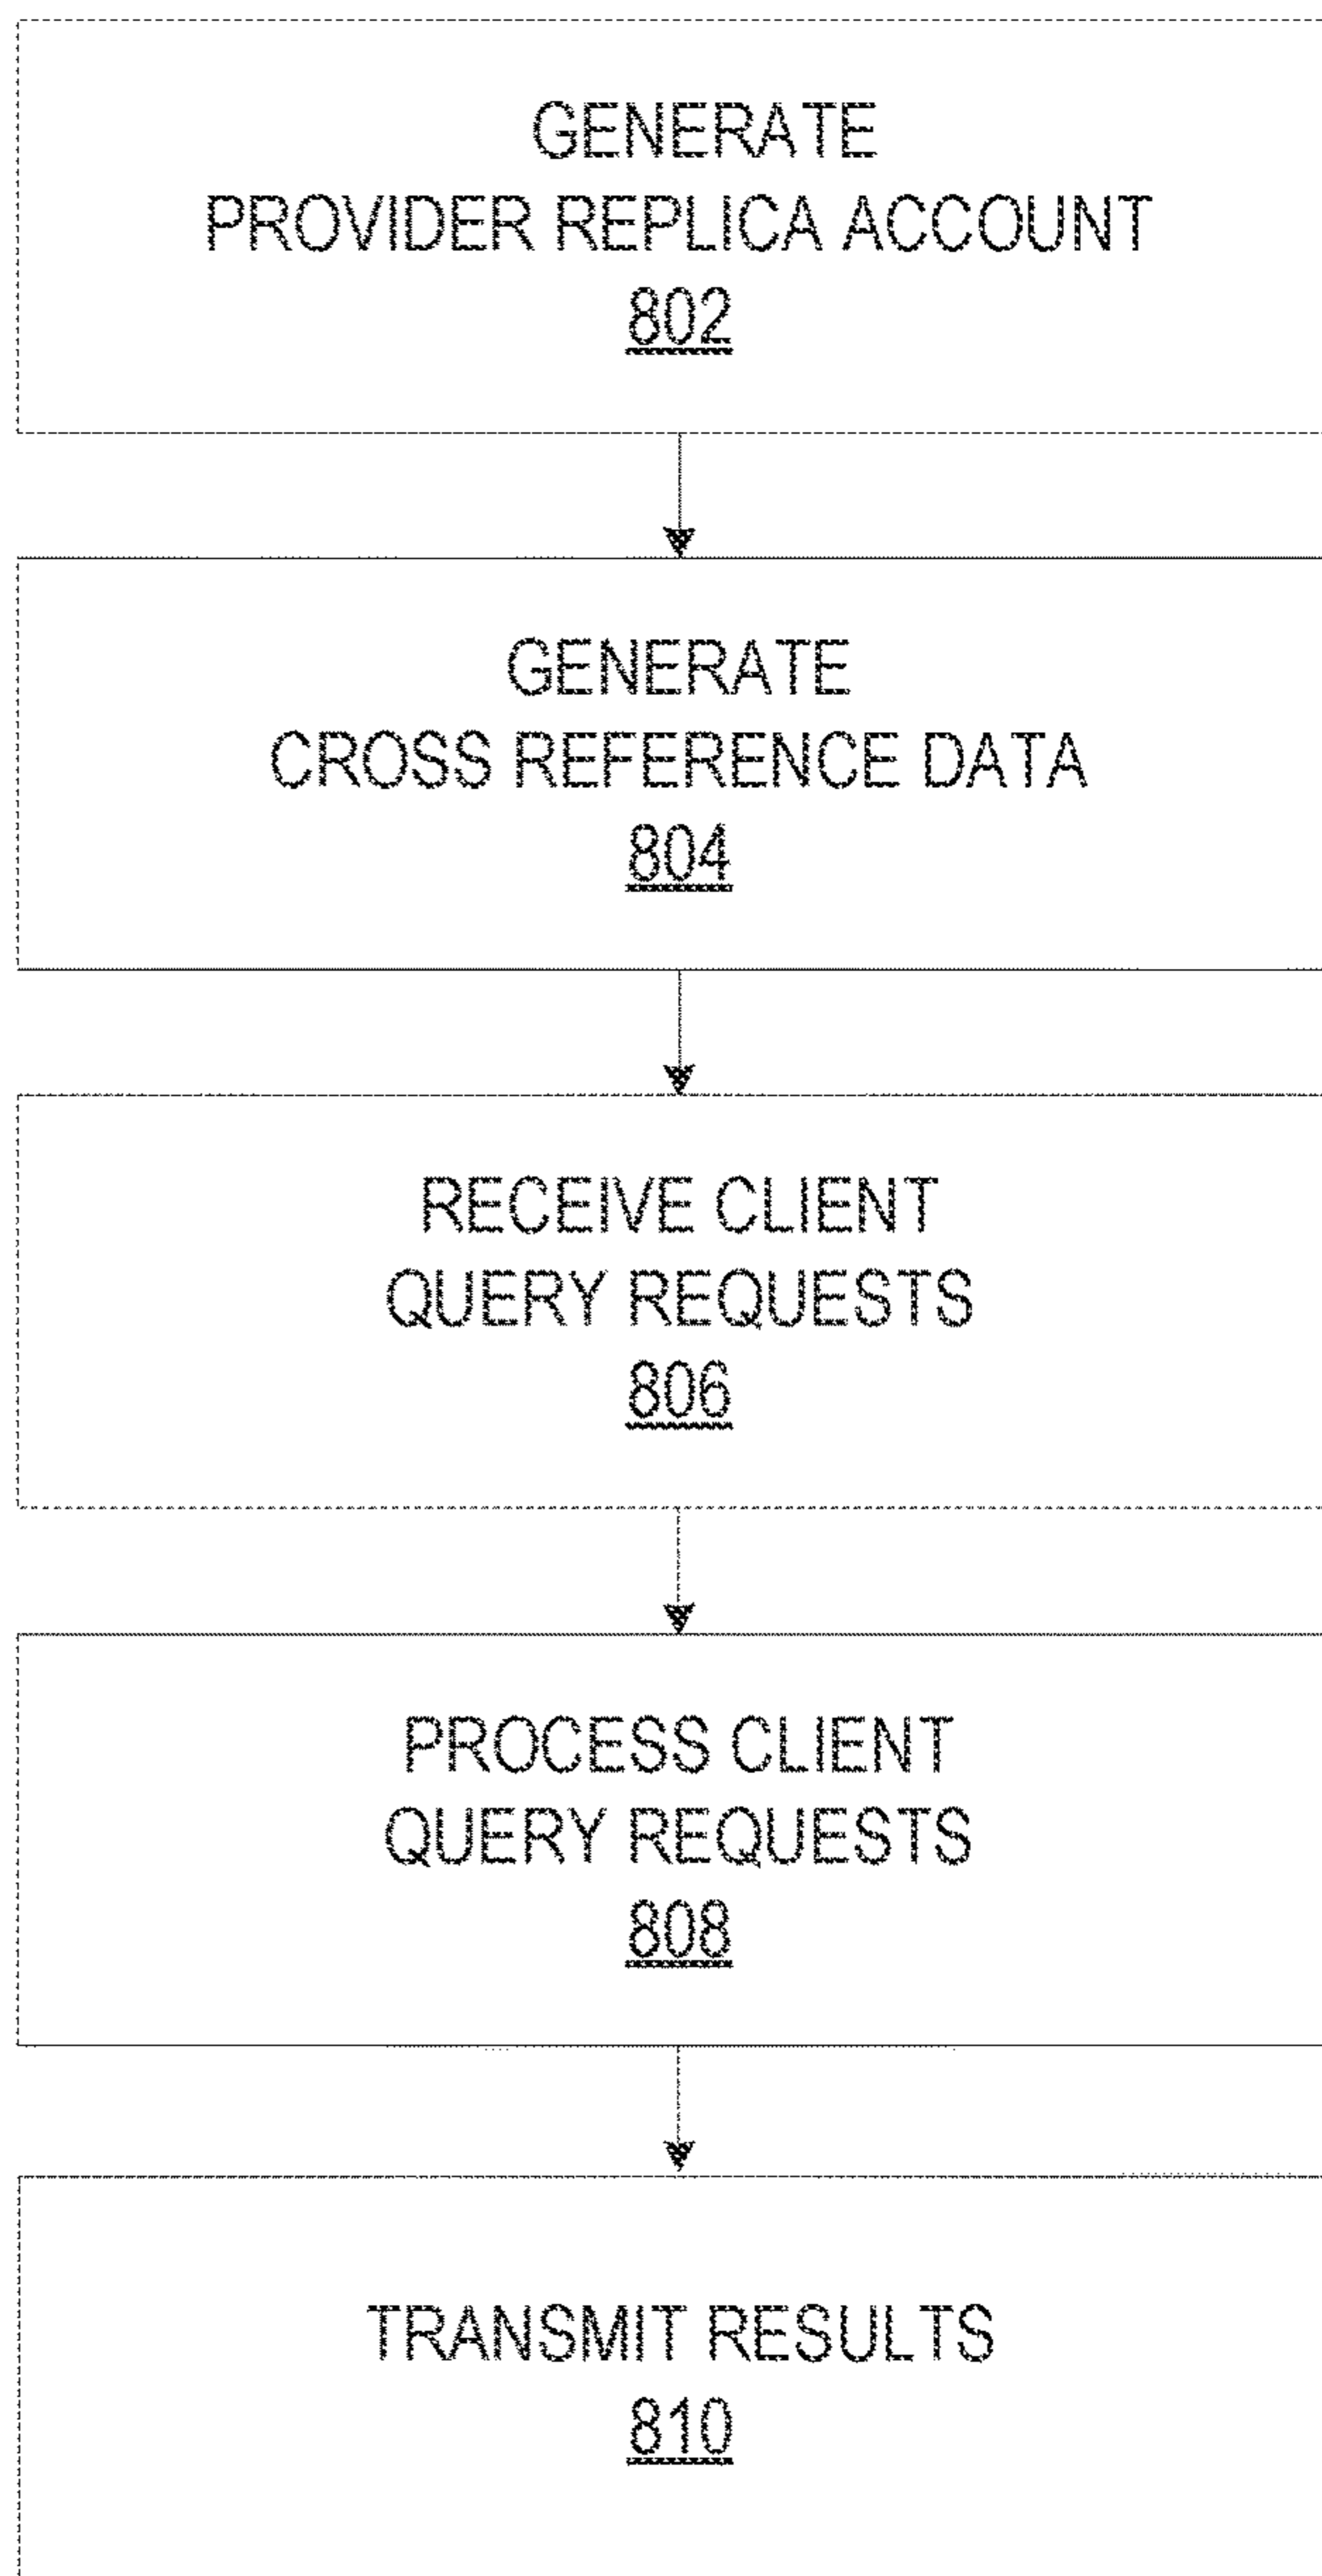 GENERATE
PROVIDER REPLICA ACCOUNT
802
GENERATE
CROSS REFERENCE DATA
804
RECEIVE CLIENT
QUERY REQUESTS
806
PROCESS CLIENT
QUERY REQUESTS
808
TRANSMIT RESULTS
810